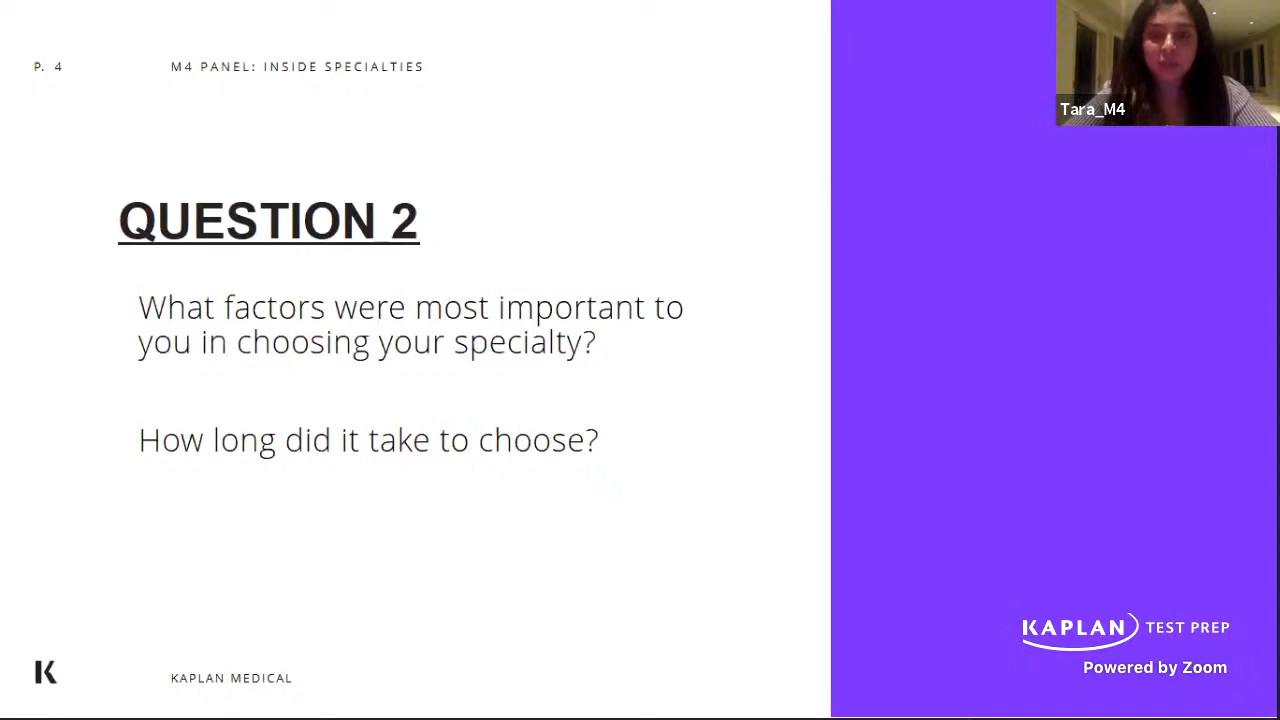 P. 4
M4 PANEL: INSIDE SPECIALTIES
Tara_M4
QUESTION 2
What factors were most important to
you in choosing your specialty?
How long did it take to choose?
KAPLAN TEST PREP
Powered by Zoom
K
KAPLAN MEDICAL